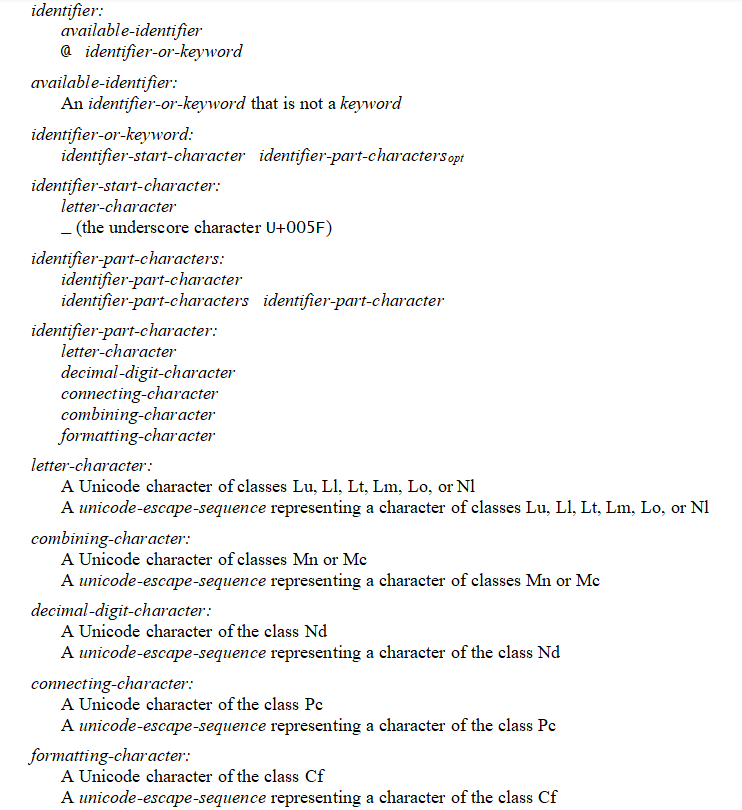 identifier:
available-identifier
@ identifier-or-keyword
available-identifier:
An identifier-or-keyword that is not a keyword
identifier-or-keyword:
identifier-start-character identifier-part-characters opt
identifier-start-character:
letter-character
_ (the underscore character U+005F)
identifier-part-characters:
identifier-part-character
identifier-part-characters identifier-part-character
identifier-part-character:
letter-character
decimal-digit-character
connecting-character
combining-character
formatting-character
letter-character:
A Unicode character of classes Lu, Ll, Lt, Lm, Lo, or Nl
A unicode-escape-sequence representing a character of classes Lu, Ll, Lt, Lm, Lo, or Nl
combining-character:
A Unicode character of classes Mn or Mc
A unicode-escape-sequence representing a character of classes Mn or Mc
decimal-digit-character:
A Unicode character of the class Nd
A unicode-escape-sequence representing a character of the class Nd
connecting-character:
A Unicode character of the class Pc
A unicode-escape-sequence representing a character of the class Pc
formatting-character:
A Unicode character of the class Cf
A unicode-escape-sequence representing a character of the class Cf